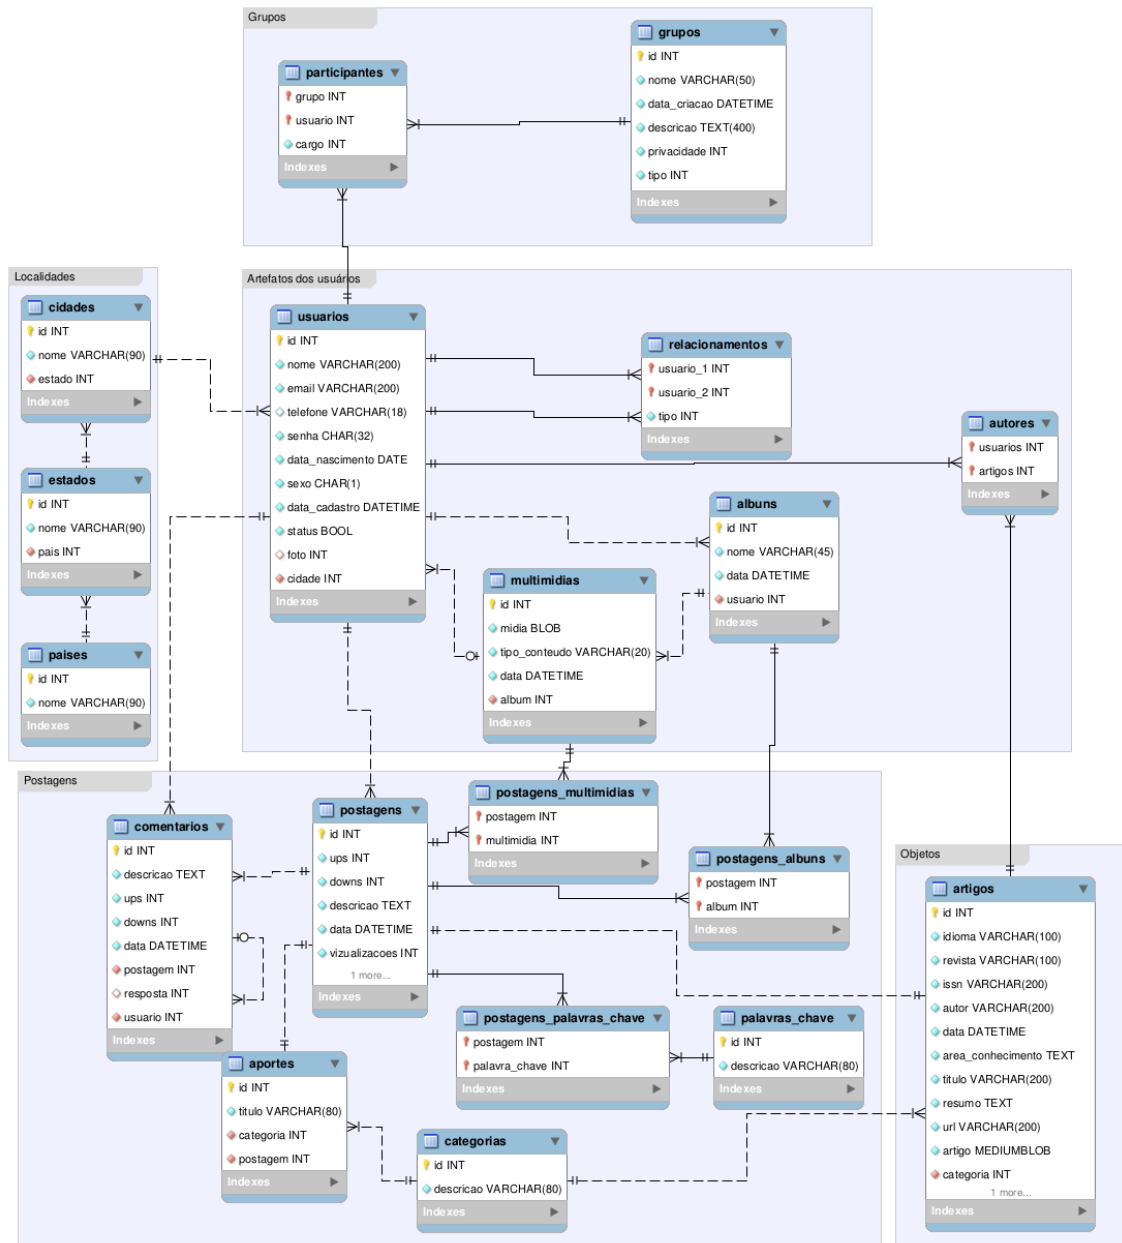 Grupos
participantes
grupo INT
usuario INT
cargo INT
Indexes
grupos
id INT
nome VARCHAR(50)
data_criacao DATETIME
descricao TEXT(400)
privacidade INT
tipo INT
Indexes
Localidades
cidades
id INT
nome VARCHAR(90)
estado INT
Indexes
estados
id INT
nome VARCHAR(90)
pais INT
Indexes
paises
id INT
nome VARCHAR(90)
Indexes
Artefatos dos usuários
usuarios
id INT
nome VARCHAR(200)
email VARCHAR(200)
telefone VARCHAR(18)
senha CHAR(32)
data_nascimento DATE
sexo CHAR(1)
data_cadastro DATETIME
status BOOL
foto INT
cidade INT
Indexes
relacionamentos
usuario_1 INT
usuario_2 INT
tipo INT
Indexes
autores
usuarios INT
artigos INT
Indexes
albuns
id INT
nome VARCHAR(45)
data DATETIME
usuario INT
Indexes
multimidias
id INT
midia BLOB
tipo_conteudo VARCHAR(20)
data DATETIME
album INT
Indexes
Postagens
comentarios
id INT
descricao TEXT
ups INT
downs INT
data DATETIME
postagem INT
resposta INT
usuario INT
Indexes
postagens
id INT
ups INT
downs INT
descricao TEXT
data DATETIME
vizualizacoes INT
1 more...
Indexes
postagens_multimidias
postagem INT
multimidia INT
Indexes
postagens_albuns
postagem INT
album INT
Indexes
postagens_palavras_chave
postagem INT
palavra_chave INT
Indexes
palavras_chave
id INT
descricao VARCHAR(80)
Indexes
aportes
id INT
titulo VARCHAR(80)
categoria INT
postagem INT
Indexes
categorias
id INT
descricao VARCHAR(80)
Indexes
Objetos
artigos
id INT
idioma VARCHAR(100)
revista VARCHAR(100)
issn VARCHAR(200)
autor VARCHAR(200)
data DATETIME
area_conhecimento TEXT
titulo VARCHAR(200)
resumo TEXT
url VARCHAR(200)
artigo MEDIUMBLOB
categoria INT
1 more...
Indexes